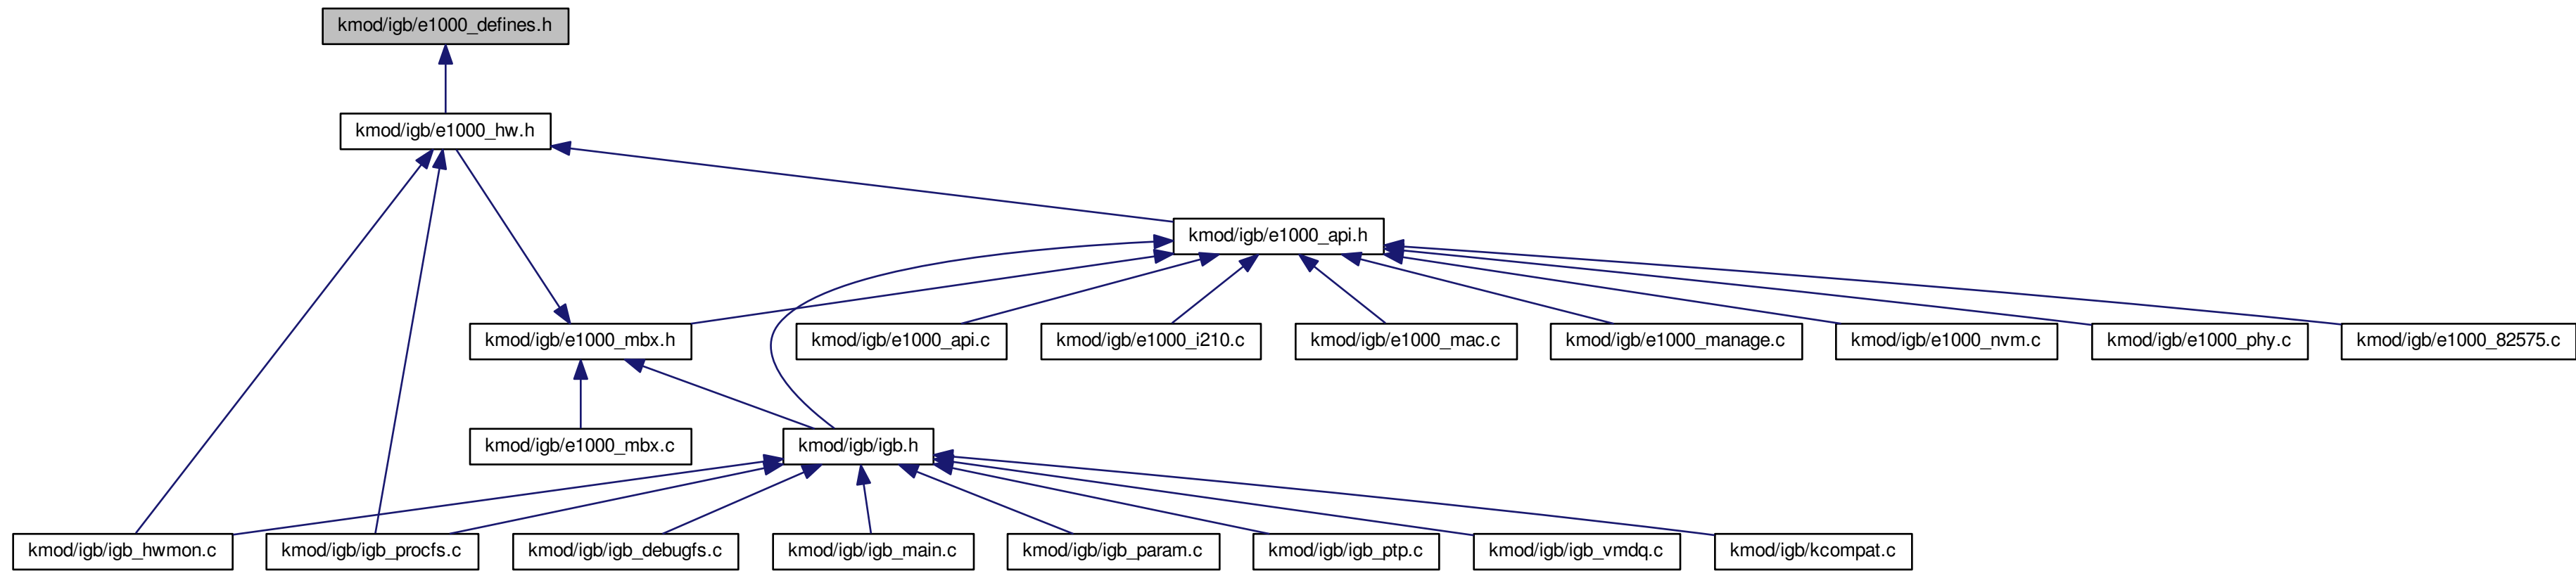 kmod/igb/e1000_defines.h
kmod/igb/e1000_hw.h
kmod/igb/e1000_api.h
kmod/igb/e1000_mbx.h
kmod/igb/e1000_api.c
kmod/igb/e1000_i210.c
kmod/igb/e1000_mac.c
kmod/igb/e1000_manage.c
kmod/igb/e1000_nvm.c
kmod/igb/e1000_phy.c
kmod/igb/e1000_82575.c
kmod/igb/e1000_mbx.c
kmod/igb/igb.h
kmod/igb/igb_hwmon.c
kmod/igb/igb_procfs.c
kmod/igb/igb_debugfs.c
kmod/igb/igb_main.c
kmod/igb/igb_param.c
kmod/igb/igb_ptp.c
kmod/igb/igb_vmdq.c
kmod/igb/kcompat.c